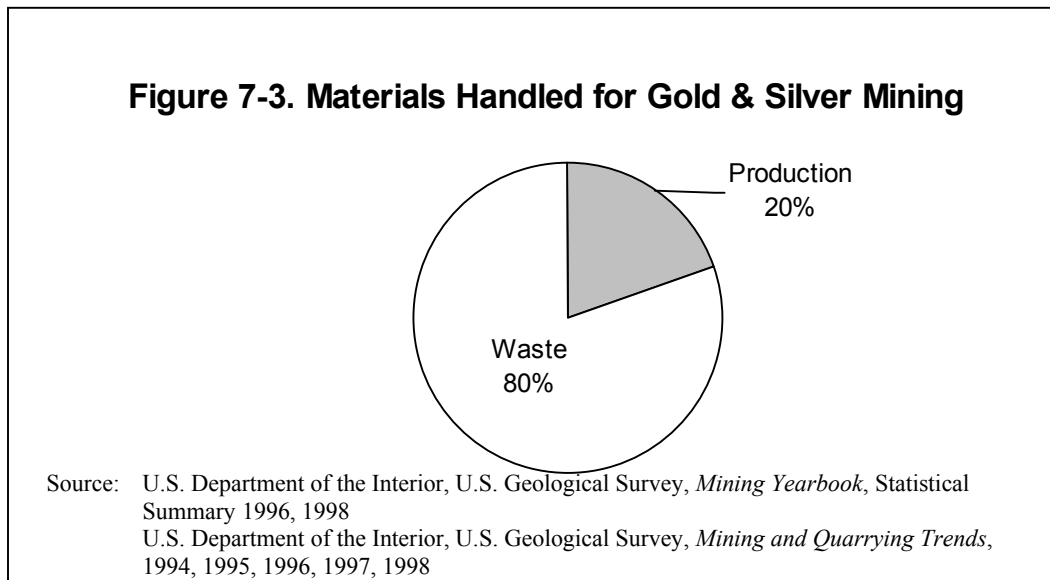 Figure 7-3. Materials Handled for Gold & Silver Mining
Production
20%
Waste
80%
Source: U.S. Department of the Interior, U.S. Geological Survey, Mining Yearbook, Statistical
Summary 1996, 1998
U.S. Department of the Interior, U.S. Geological Survey, Mining and Quarrying Trends,
1994, 1995, 1996, 1997, 1998